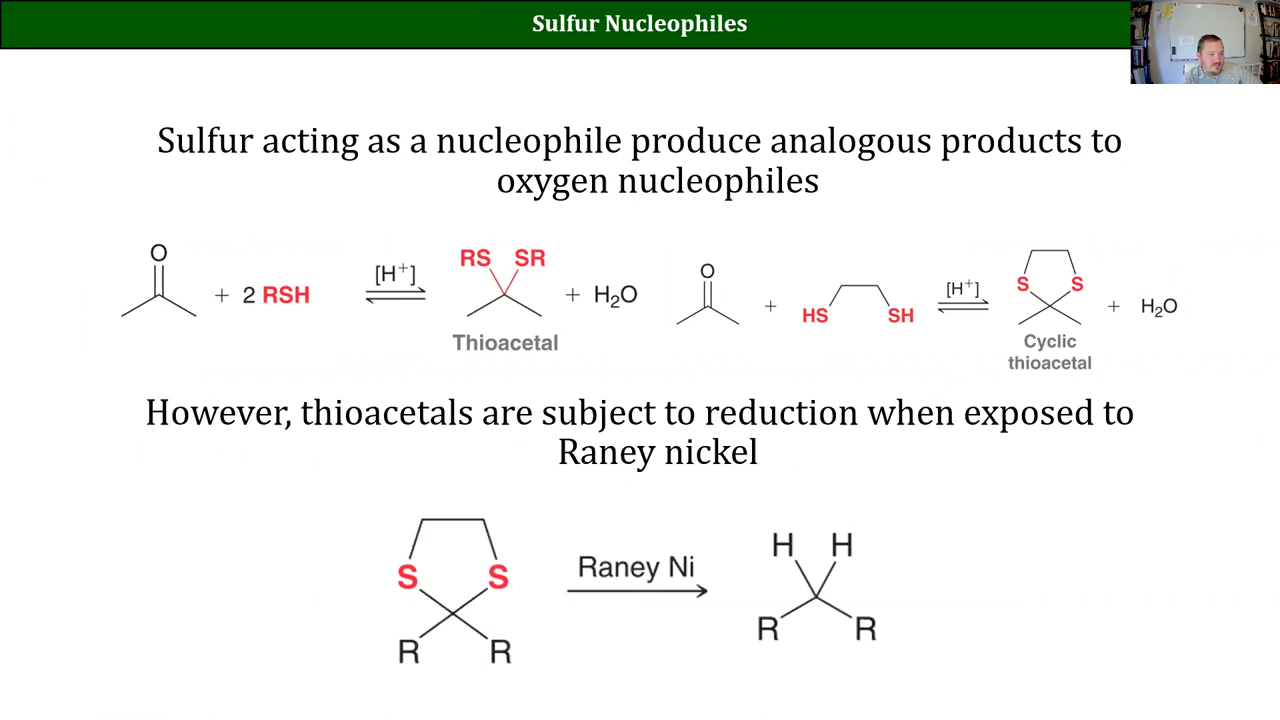 Sulfur Nucleophiles
Sulfur acting as a nucleophile produce analogous products to
oxygen nucleophiles
O + 2 RSH [H+] RS SR + H₂O
Thioacetal
O + HS SH [H+] S S + H₂O
Cyclic
thioacetal
However, thioacetals are subject to reduction when exposed to
Raney nickel
S S R R Raney Ni H H R R